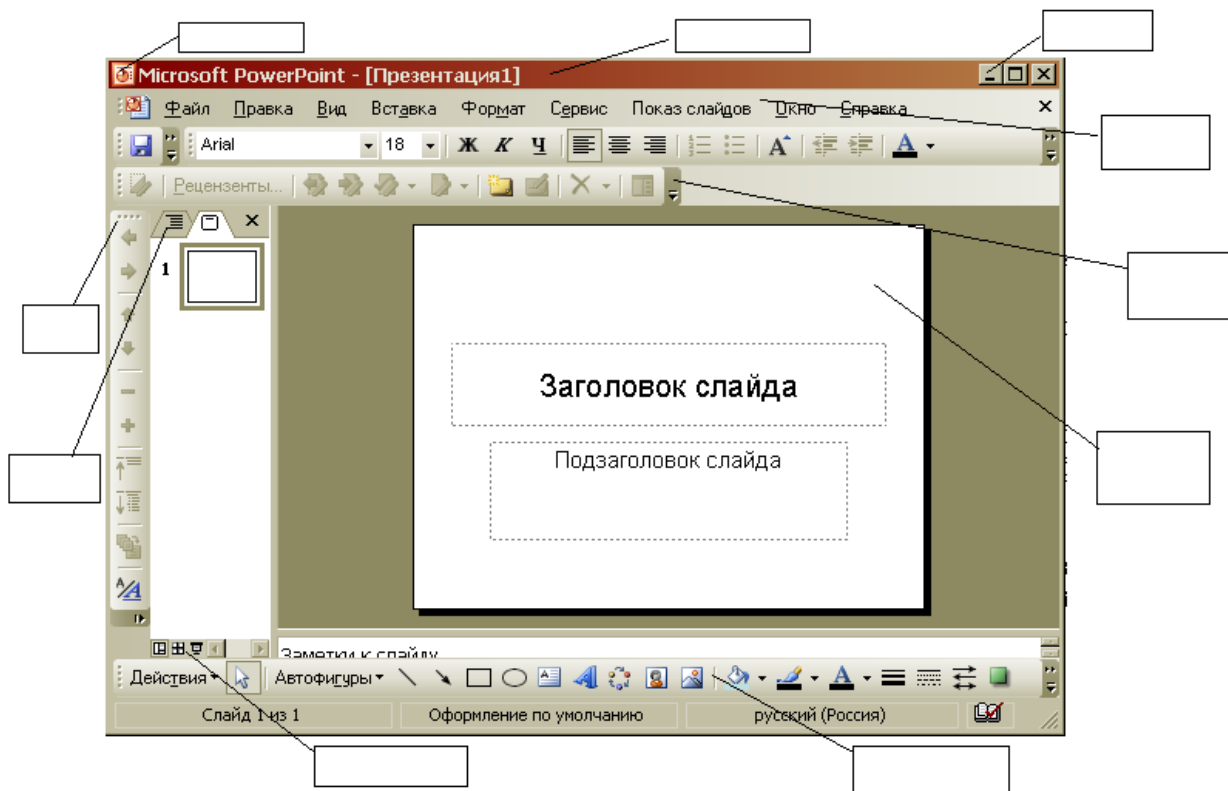 Microsoft PowerPoint - [Презентация1]
Файл Правка Вид Вставка Формат Сервис Показ слайдов Окно Справка
Arial 18 Ж К Ч
Рецензенты...
1
Заголовок слайда
Подзаголовок слайда
Заметки к слайду
Действия Автофигуры
Слайд 1 из 1 Оформление по умолчанию русский (Россия)